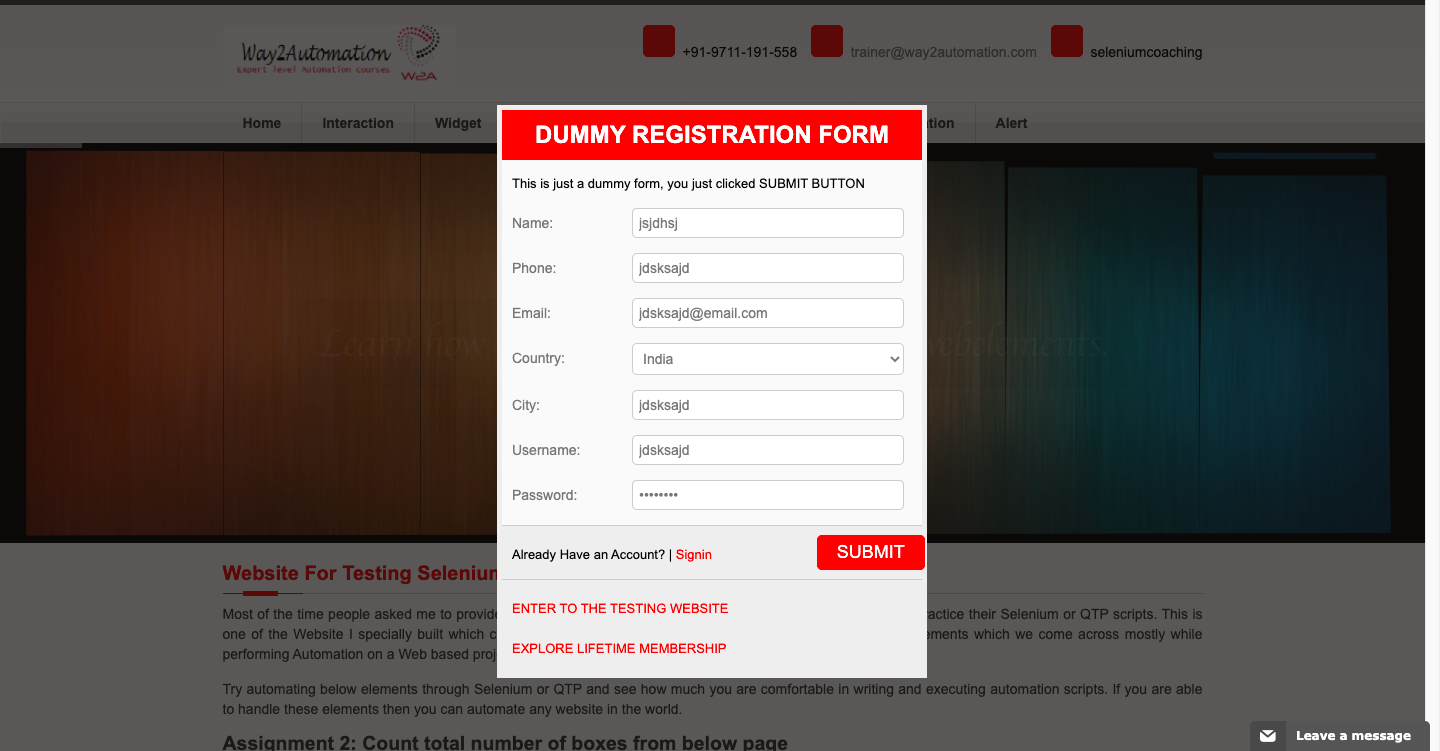 Way2Automation
Expert level Automation courses
W2A
+91-9711-191-558
trainer@way2automation.com
seleniumcoaching
Home
Interaction
Widget
tion
Alert
DUMMY REGISTRATION FORM
This is just a dummy form, you just clicked SUBMIT BUTTON
Name:
jsjdhsj
Phone:
jdsksajd
Email:
jdsksajd@email.com
Country:
India
City:
jdsksajd
Username:
jdsksajd
Password:
••••••••
Already Have an Account? | Signin
SUBMIT
ENTER TO THE TESTING WEBSITE
EXPLORE LIFETIME MEMBERSHIP
Learn how
webelements.
Website For Testing Selenium
Most of the time people asked me to provide actice their Selenium or QTP scripts. This is
one of the Website I specially built which c ements which we come across mostly while
performing Automation on a Web based proj
Try automating below elements through Selenium or QTP and see how much you are comfortable in writing and executing automation scripts. If you are able
to handle these elements then you can automate any website in the world.
Assignment 2: Count total number of boxes from below page
Leave a message